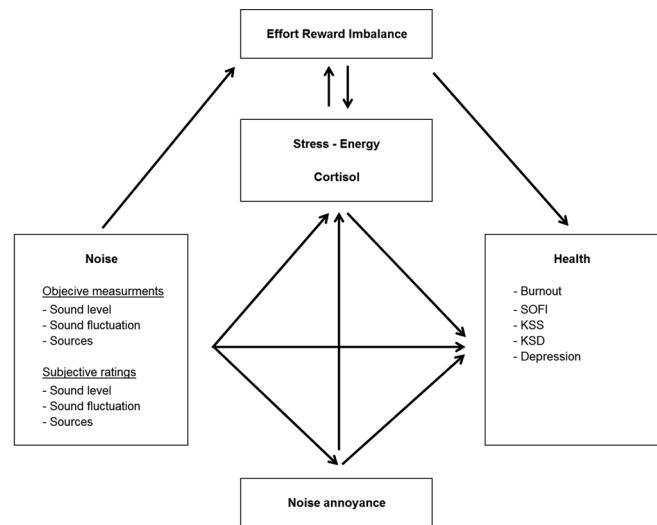 Effort Reward Imbalance
Stress - Energy
Cortisol
Noise
Objecive measurments
- Sound level
- Sound fluctuation
- Sources
Subjective ratings
- Sound level
- Sound fluctuation
- Sources
Health
- Burnout
- SOFI
- KSS
- KSD
- Depression
Noise annoyance